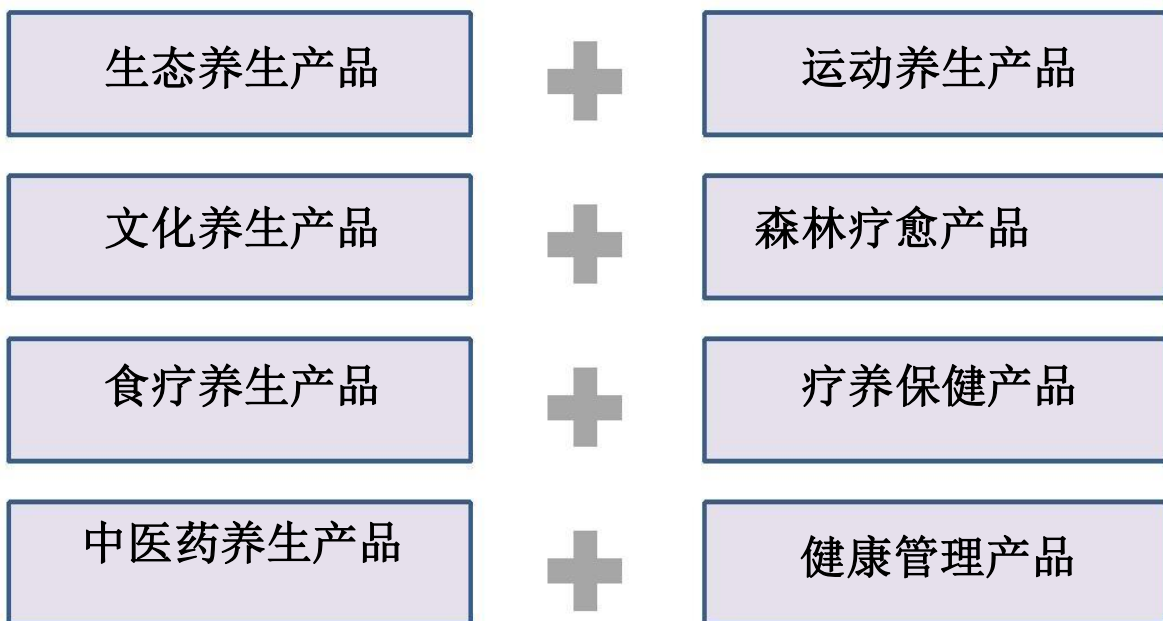 生态养生产品
运动养生产品
文化养生产品
森林疗愈产品
食疗养生产品
疗养保健产品
中医药养生产品
健康管理产品